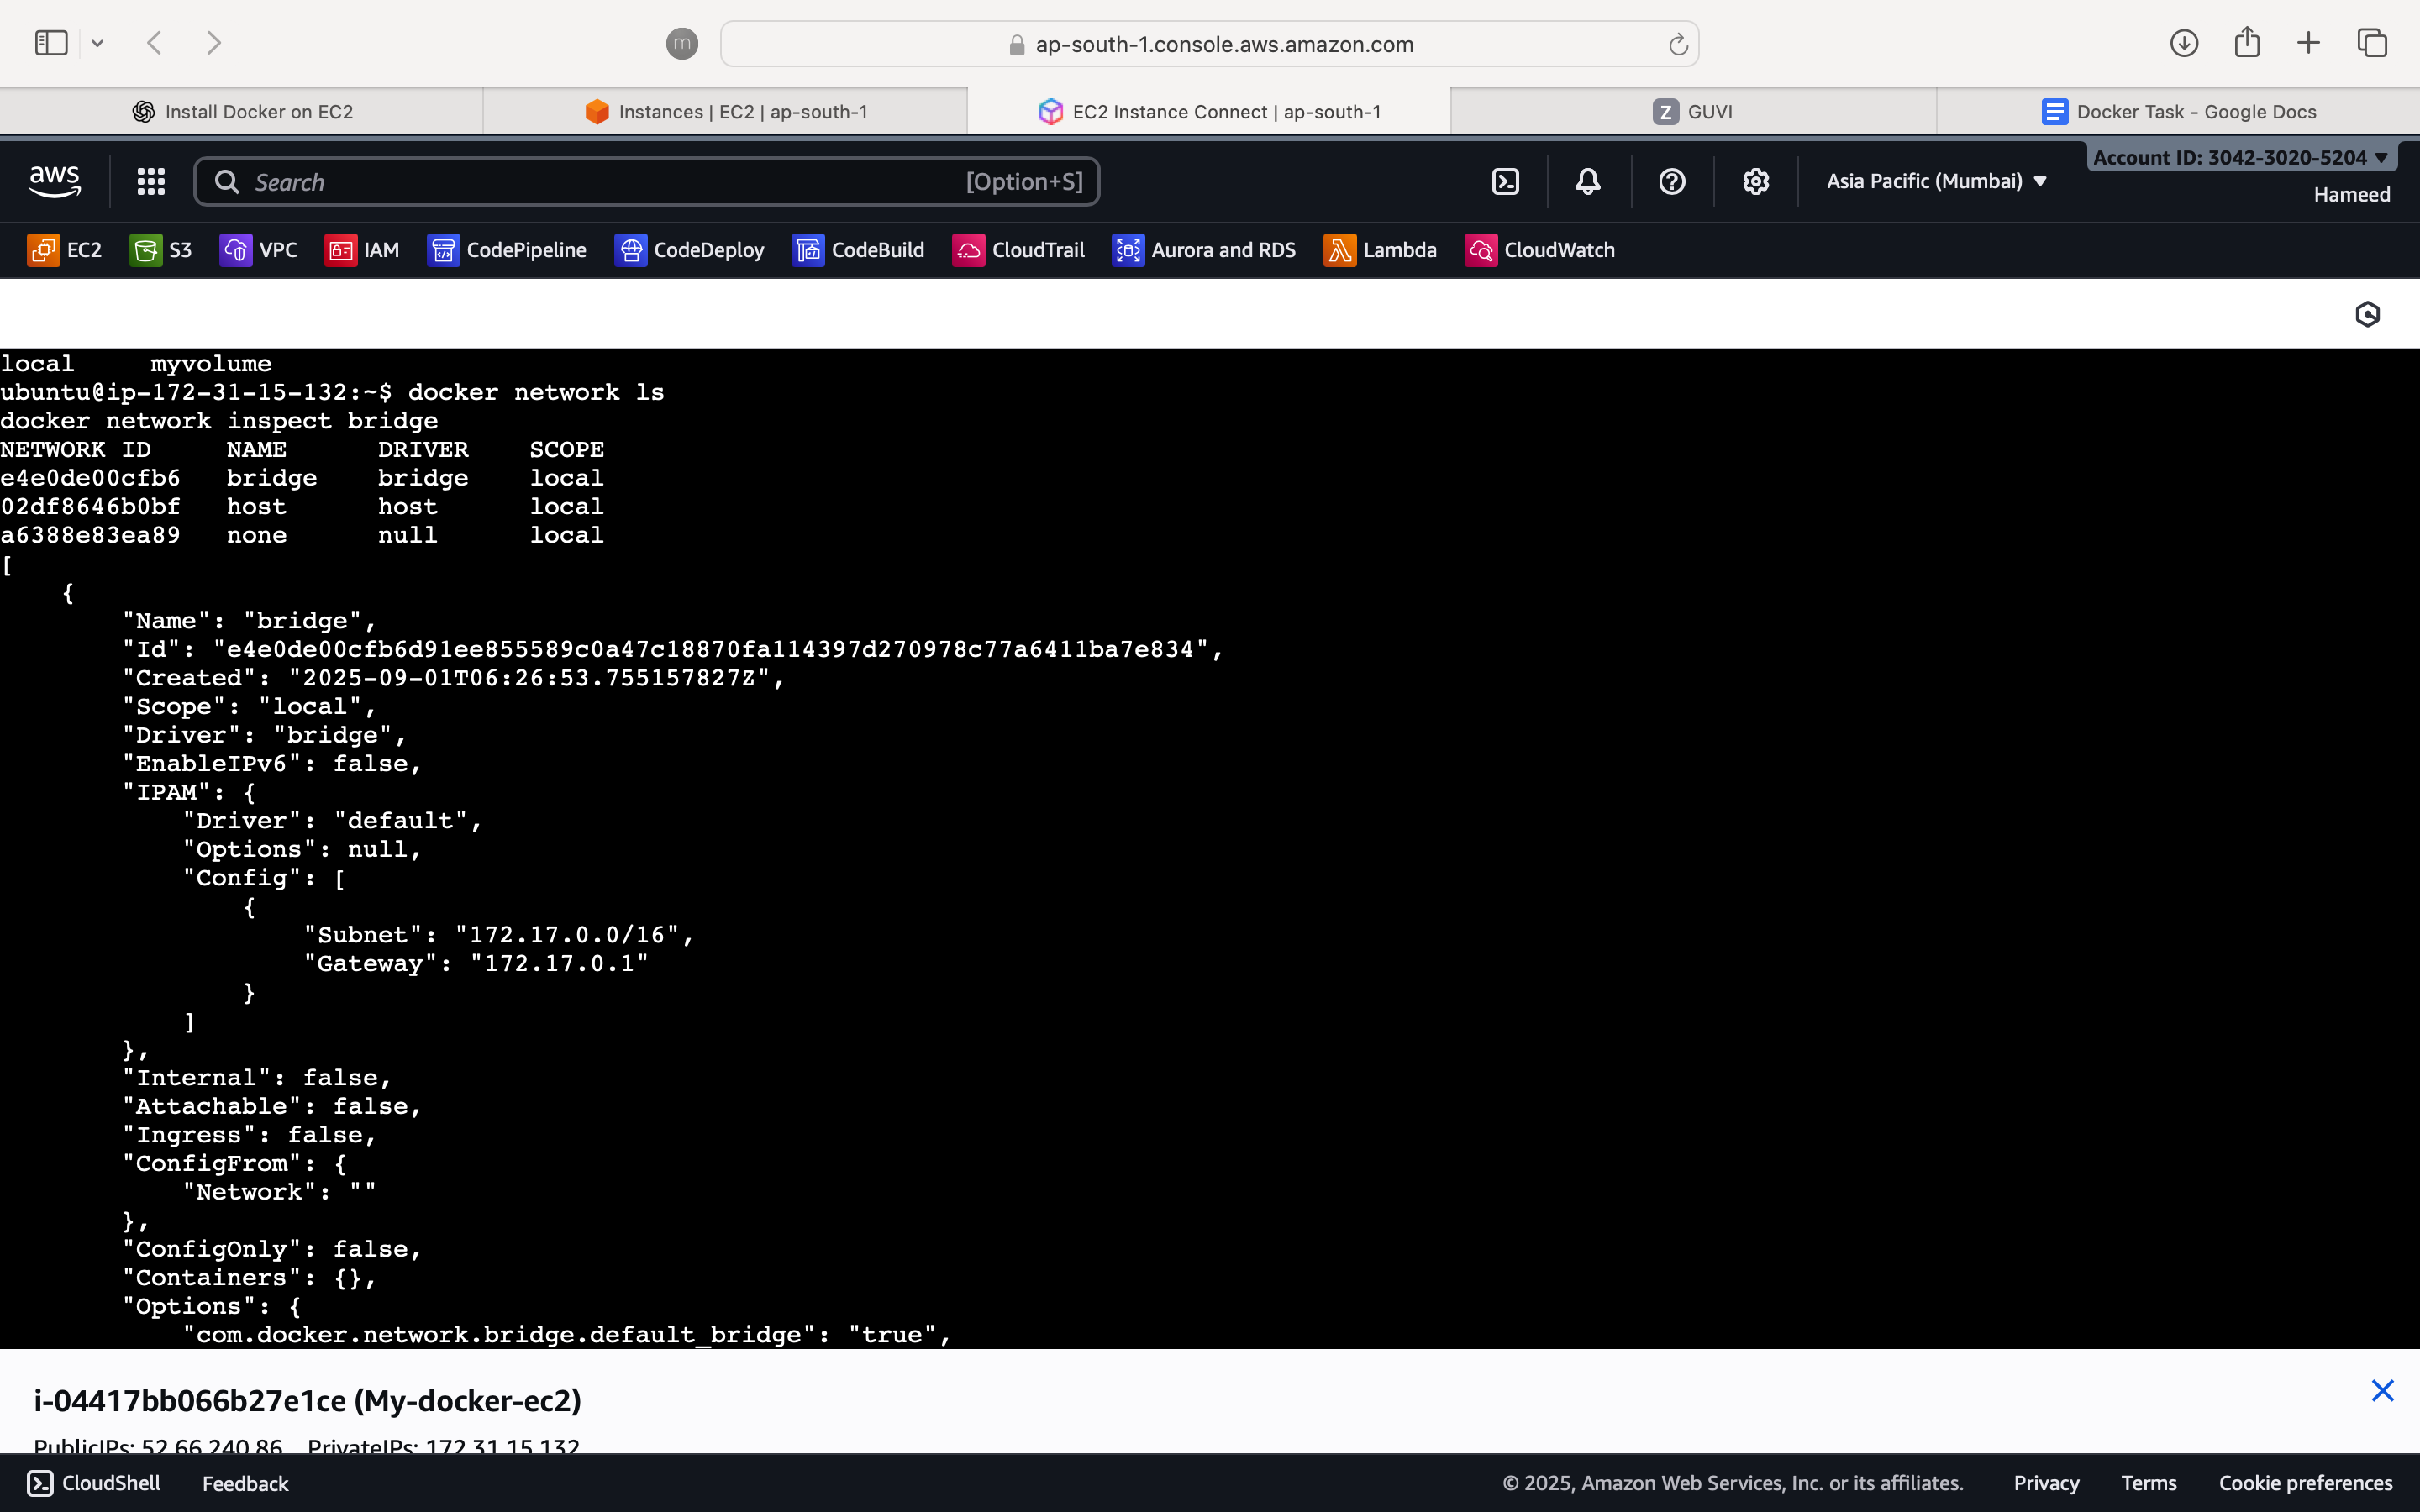 m
ap-south-1.console.aws.amazon.com
Install Docker on EC2
Instances | EC2 | ap-south-1
EC2 Instance Connect | ap-south-1
Z GUVI
Docker Task - Google Docs
aws
Search [Option+S]
Asia Pacific (Mumbai)
Account ID: 3042-3020-5204
Hameed
EC2 S3 VPC IAM CodePipeline CodeDeploy CodeBuild CloudTrail Aurora and RDS Lambda CloudWatch
local     myvolume
ubuntu@ip-172-31-15-132:~$ docker network ls
docker network inspect bridge
NETWORK ID     NAME      DRIVER    SCOPE
e4e0de00cfb6   bridge    bridge    local
02df8646b0bf   host      host      local
a6388e83ea89   none      null      local
[
    {
        "Name": "bridge",
        "Id": "e4e0de00cfb6d91ee855589c0a47c18870fa114397d270978c77a6411ba7e834",
        "Created": "2025-09-01T06:26:53.755157827Z",
        "Scope": "local",
        "Driver": "bridge",
        "EnableIPv6": false,
        "IPAM": {
            "Driver": "default",
            "Options": null,
            "Config": [
                {
                    "Subnet": "172.17.0.0/16",
                    "Gateway": "172.17.0.1"
                }
            ]
        },
        "Internal": false,
        "Attachable": false,
        "Ingress": false,
        "ConfigFrom": {
            "Network": ""
        },
        "ConfigOnly": false,
        "Containers": {},
        "Options": {
            "com.docker.network.bridge.default_bridge": "true",
i-04417bb066b27e1ce (My-docker-ec2)
PublicIPs: 52.66.240.86 PrivateIPs: 172.31.15.132
CloudShell Feedback © 2025, Amazon Web Services, Inc. or its affiliates. Privacy Terms Cookie preferences